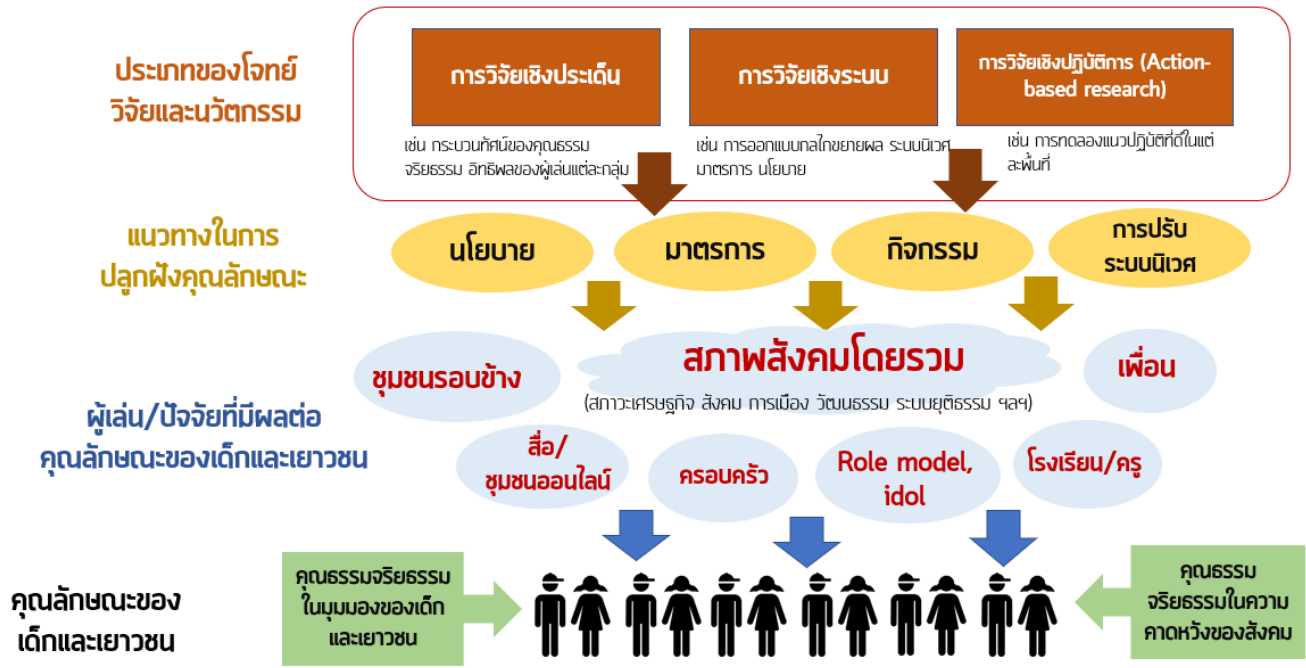 ประเภทของโจทย์
วิจัยและนวัตกรรม
การวิจัยเชิงประเด็น
การวิจัยเชิงระบบ
การวิจัยเชิงปฏิบัติการ (Action-
based research)
เช่น กระบวนทัศน์ของคุณธรรม
จริยธรรม อิทธิพลของผู้เล่นแต่ละกลุ่ม
เช่น การออกแบบกลไกขยายผล ระบบนิเวศ
มาตรการ นโยบาย
เช่น การทดลองแนวปฏิบัติที่ดีในแต่
ละพื้นที่
แนวทางในการ
ปลูกฝังคุณลักษณะ
นโยบาย
มาตรการ
กิจกรรม
การปรับ
ระบบนิเวศ
ผู้เล่น/ปัจจัยที่มีผลต่อ
คุณลักษณะของเด็กและเยาวชน
ชุมชนรอบข้าง
สภาพสังคมโดยรวม
(สภาวะเศรษฐกิจ สังคม การเมือง วัฒนธรรม ระบบยุติธรรม ฯลฯ)
เพื่อน
สื่อ/
ชุมชนออนไลน์
ครอบครัว
Role model,
idol
โรงเรียน/ครู
คุณลักษณะของ
เด็กและเยาวชน
คุณธรรมจริยธรรม
ในมุมมองของเด็ก
และเยาวชน
คุณธรรม
จริยธรรมในความ
คาดหวังของสังคม